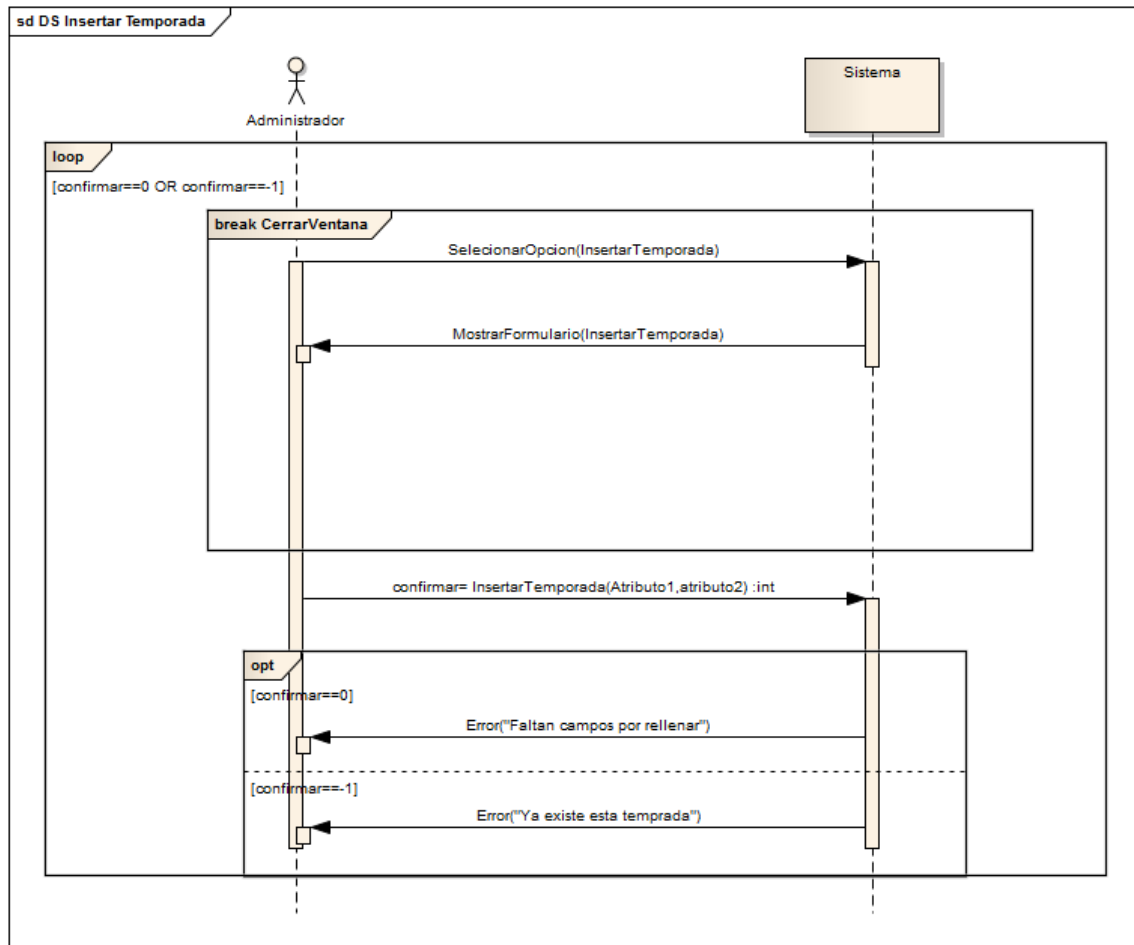 sd DS Insertar Temporada
Sistema
Administrador
loop
[confirmar==0 OR confirmar==-1]
break CerrarVentana
SelecionarOpcion(InsertarTemporada)
MostrarFormulario(InsertarTemporada)
confirmar= InsertarTemporada(Atributo1,atributo2) :int
opt
[confirmar==0]
Error("Faltan campos por rellenar")
[confirmar==-1]
Error("Ya existe esta temprada")